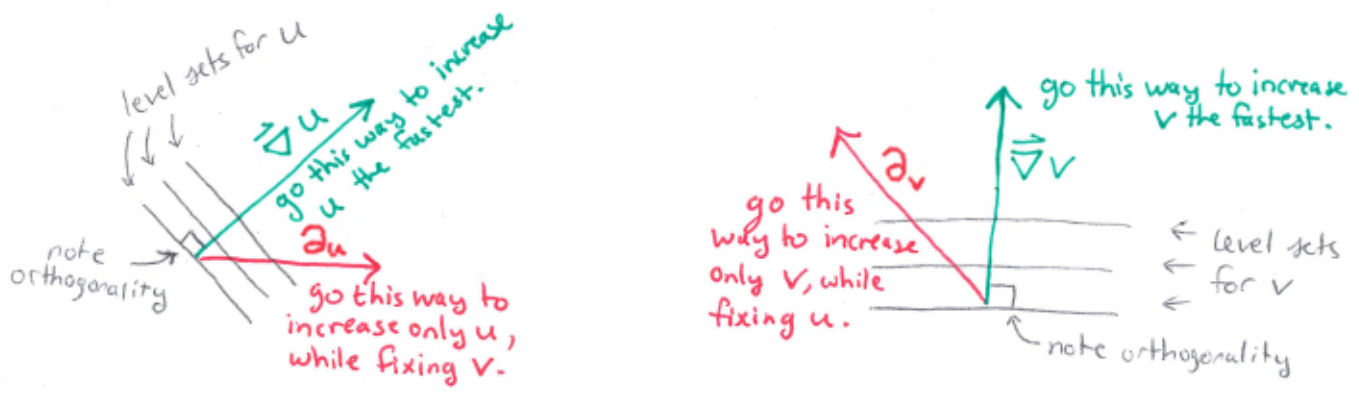 level sets for u
∇⃗ u
go this way to increase
u the fastest.
note
orthogonality
∂u
go this way to
increase only u,
while fixing v.
go this way to increase
v the fastest.
∇⃗ v
∂v
go this
way to increase
only v, while
fixing u.
level sets
for v
note orthogonality